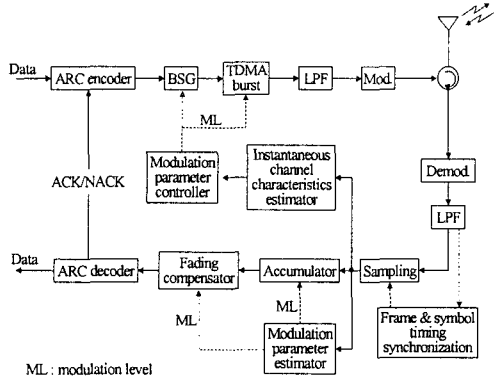 Data
ARC encoder
BSG
TDMA
burst
LPF
Mod.
ML
Modulation
parameter
controller
Instantaneous
channel
characteristics
estimator
ACK/NACK
Demod.
LPF
Data
ARC decoder
Fading
compensator
Accumulator
Sampling
ML
ML
Modulation
parameter
estimator
Frame & symbol
timing
synchronization
ML : modulation level